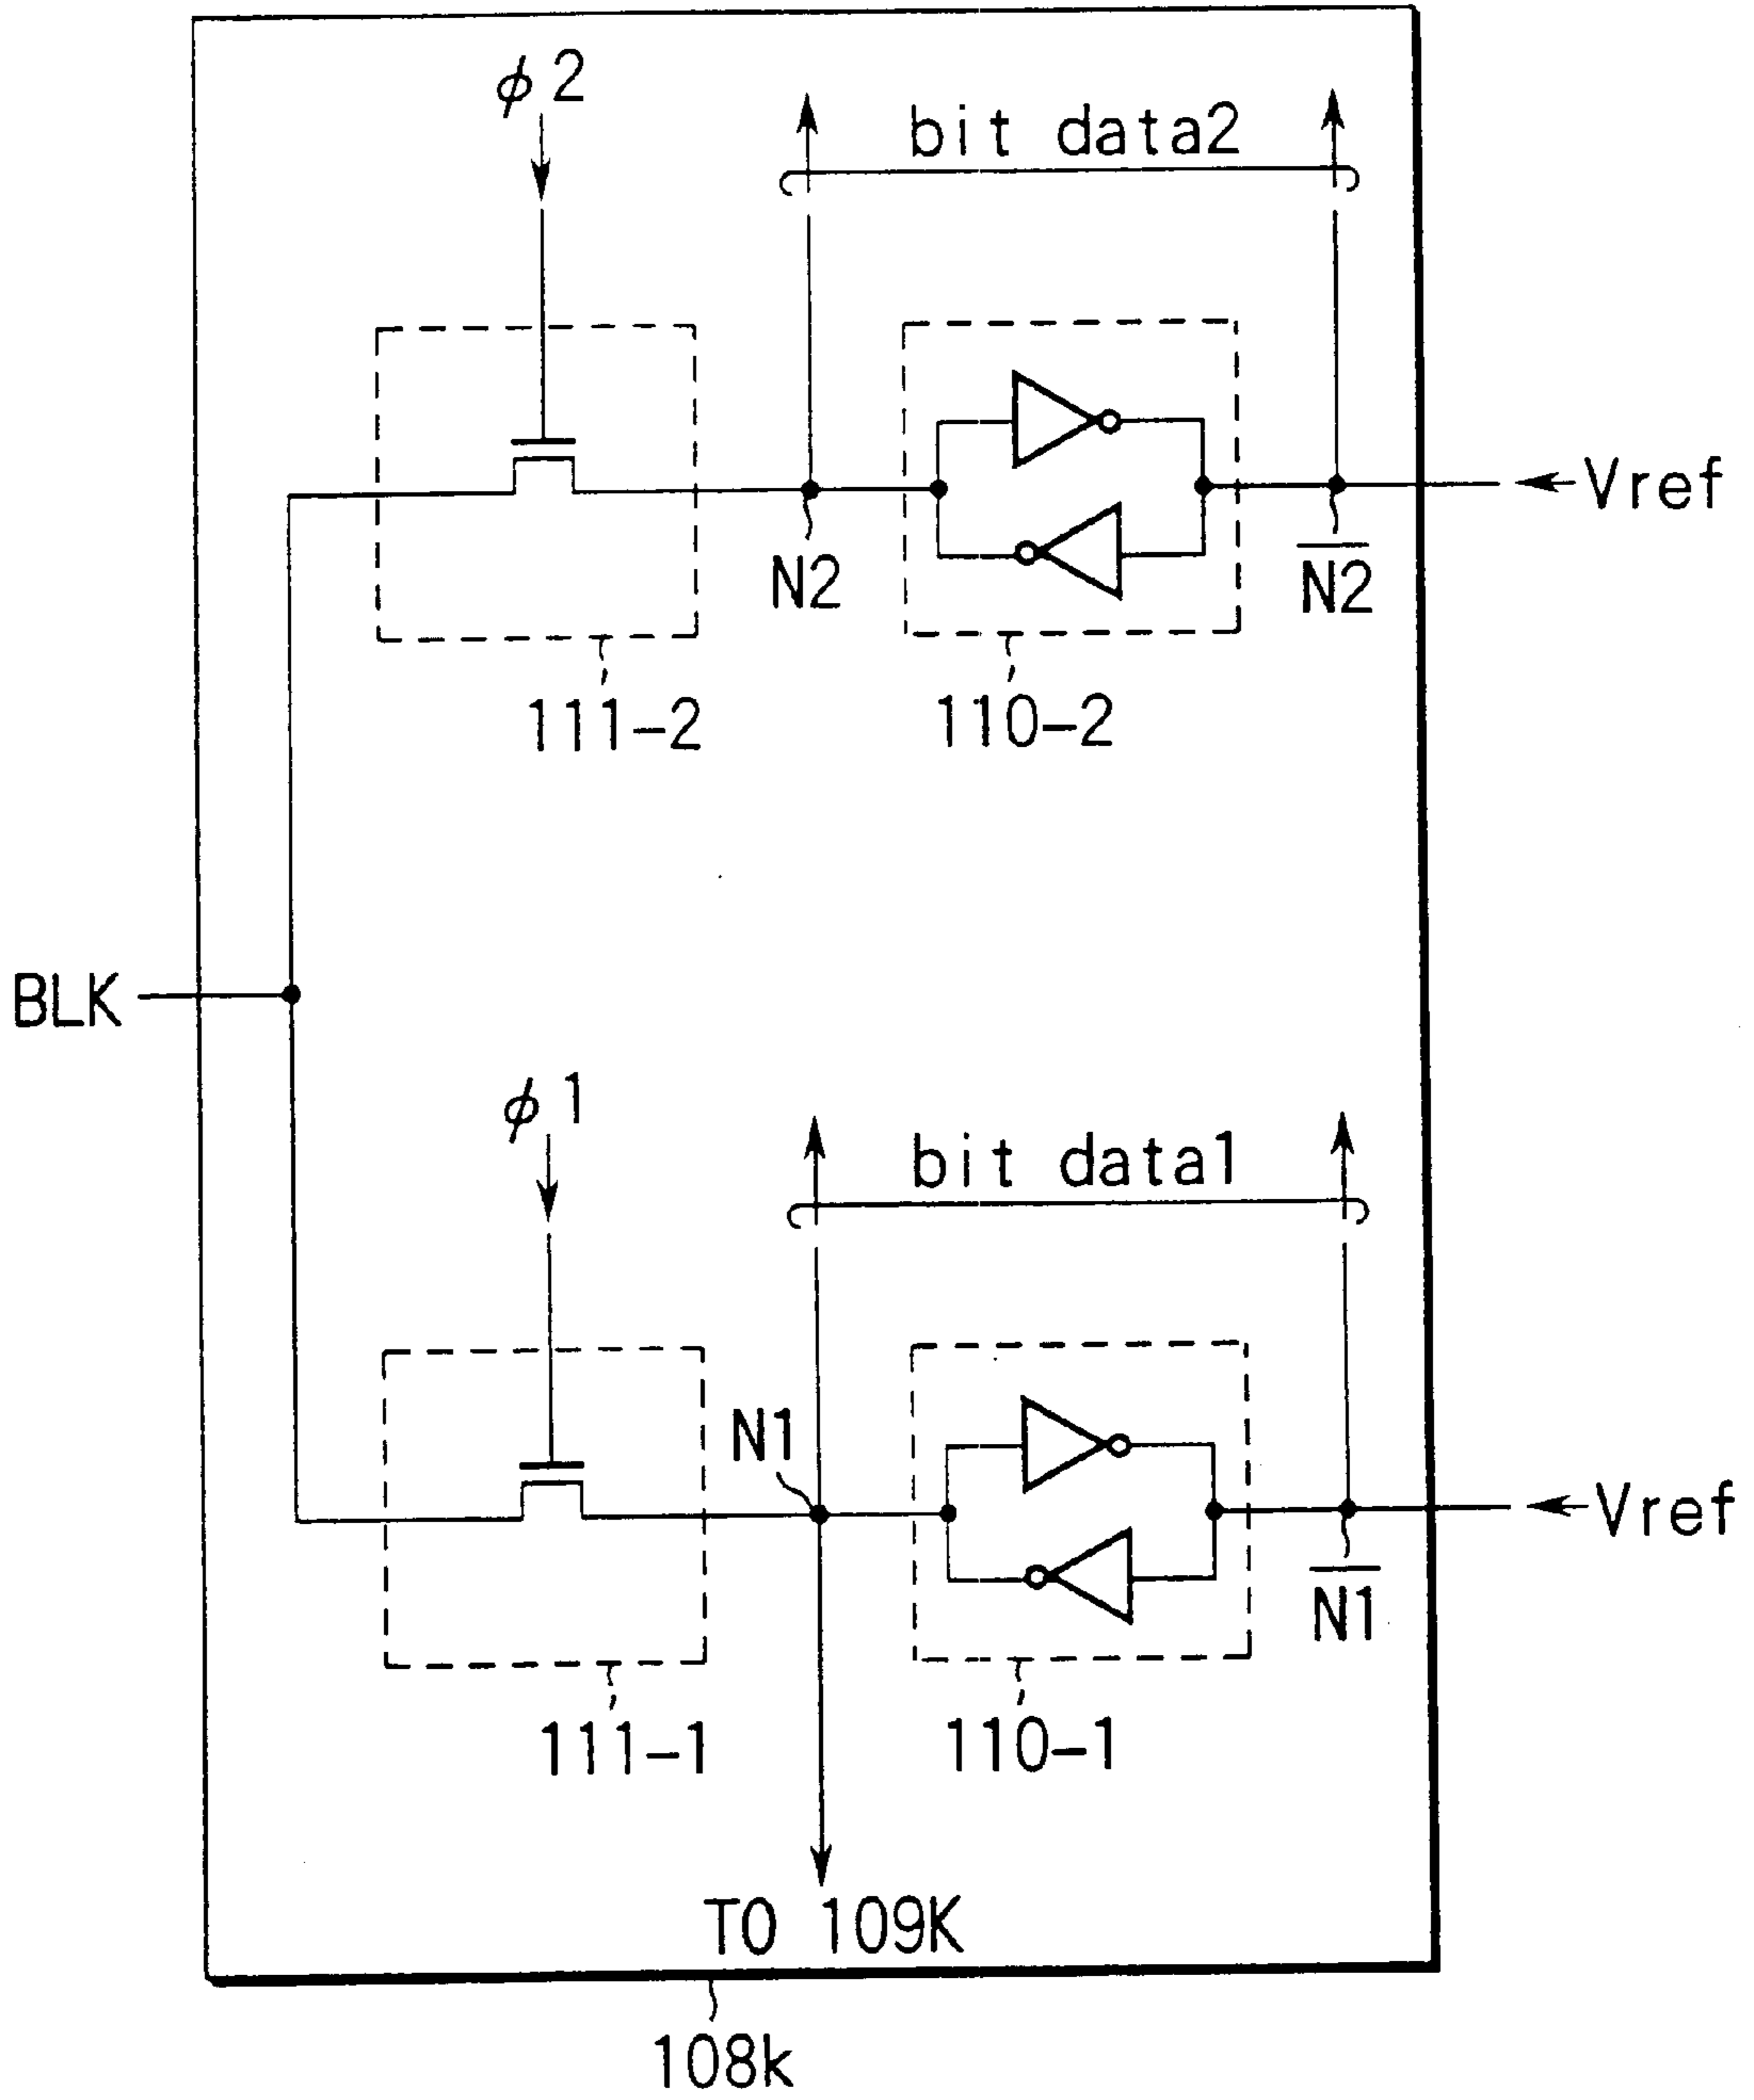 ϕ2
bit data2
Vref
N2
N̅2̅
111-2
110-2
BLK
ϕ1
bit data1
N1
Vref
N̅1̅
111-1
110-1
TO 109K
108k